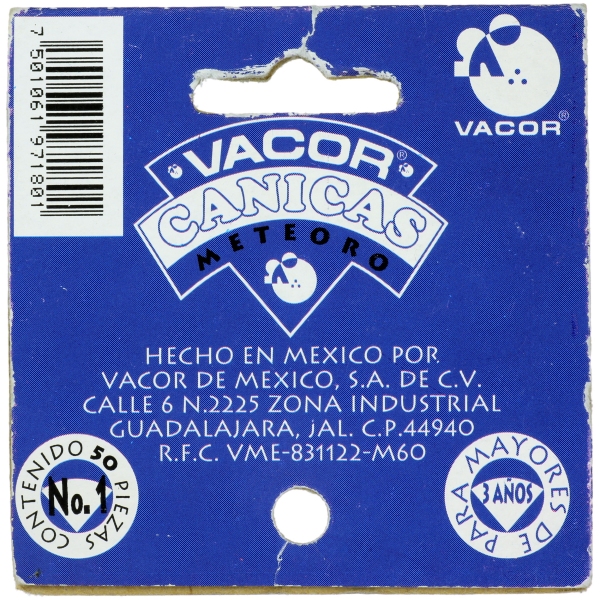 7 501061 971801
VACOR®
VACOR®
CANICAS
METEORO
HECHO EN MEXICO POR
VACOR DE MEXICO, S.A. DE C.V.
CALLE 6 N.2225 ZONA INDUSTRIAL
GUADALAJARA, JAL. C.P.44940
R.F.C. VME-831122-M60
CONTENIDO 50 PIEZAS
No. 1
PARA MAYORES DE
3 AÑOS